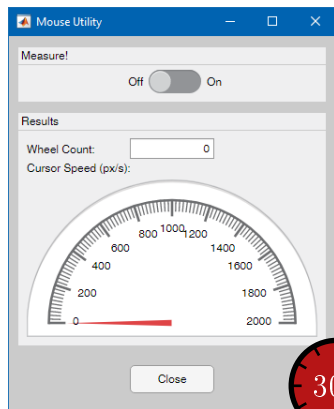 Mouse Utility
Measure!
Off On
Results
Wheel Count: 0
Cursor Speed (px/s):
0 200 400 600 800 1000 1200 1400 1600 1800 2000
Close
30